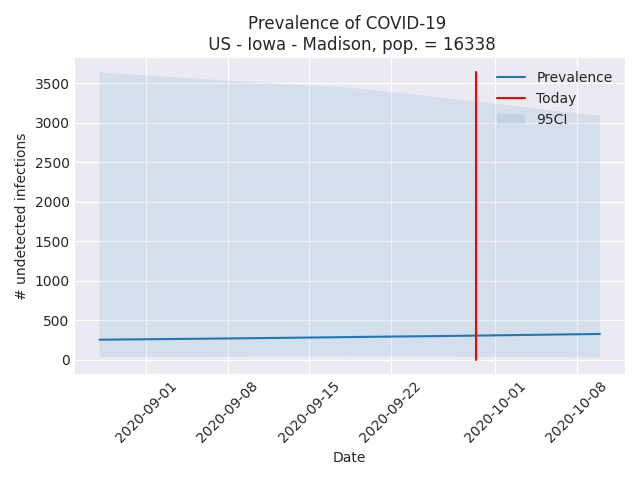 Prevalence of COVID-19
US - Iowa - Madison, pop. = 16338
Prevalence
Today
95CI
3500
3000
2500
2000
1500
1000
500
0
# undetected infections
2020-09-01
2020-09-08
2020-09-15
2020-09-22
2020-10-01
2020-10-08
Date